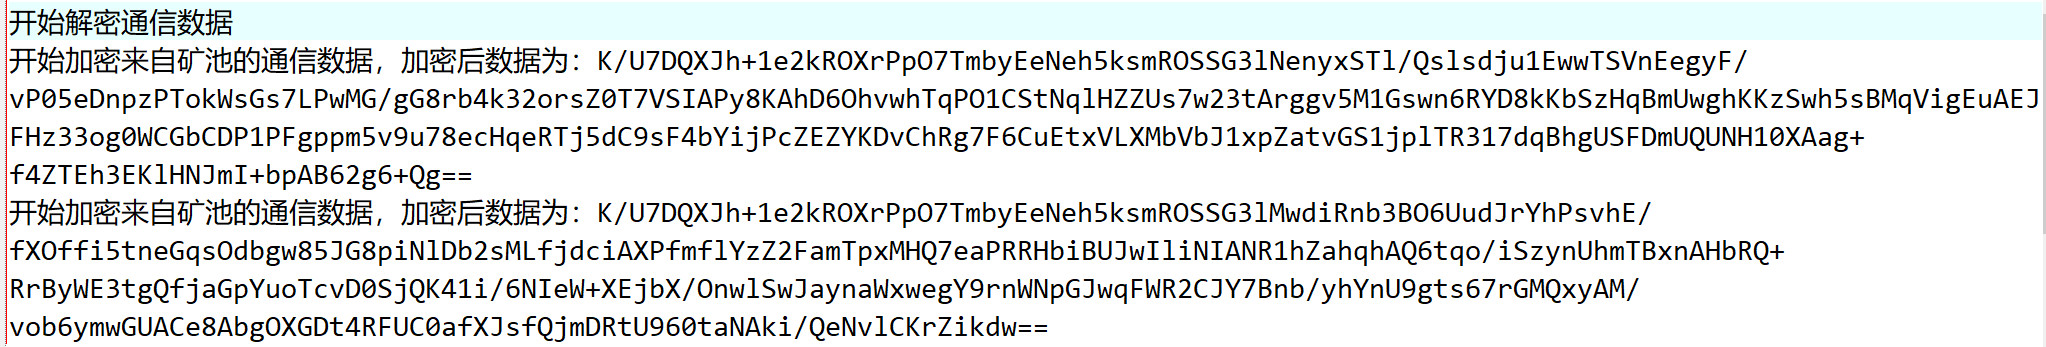 开始解密通信数据
开始加密来自矿池的通信数据，加密后数据为：K/U7DQXJh+1e2kROXrPpO7TmbyEeNeh5ksmROSSG3lNenyxSTl/Qslsdju1EwwTSVnEegyF/
vP05eDnpzPTokWsGs7LPwMG/gG8rb4k32orsZ0T7VSIAPy8KAhD6OhvwhTqPO1CStNqlHZZUs7w23tArggv5M1Gswn6RYD8kKbSzHqBmUwghKKzSwh5sBMqVigEuAEJ
FHz33og0WCGbCDP1PFgppm5v9u78ecHqeRTj5dC9sF4bYijPcZEZYKDvChRg7F6CuEtxVLXMbVbJ1xpZatvGS1jplTR317dqBhgUSFDmUQUNH10XAag+
f4ZTEh3EKlHNJmI+bpAB62g6+Qg==
开始加密来自矿池的通信数据，加密后数据为：K/U7DQXJh+1e2kROXrPpO7TmbyEeNeh5ksmROSSG3lMwdiRnb3BO6UudJrYhPsvhE/
fXOffi5tneGqsOdbgw85JG8piNlDb2sMLfjdciAXPfmflYzZ2FamTpxMHQ7eaPRRHbiBUJwIliNIANR1hZahqhAQ6tqo/iSzynUhmTBxnAHbRQ+
RrByWE3tgQfjaGpYuoTcvD0SjQK41i/6NIeW+XEjbX/OnwlSwJaynaWxwegY9rnWNpGJwqFWR2CJY7Bnb/yhYnU9gts67rGMQxyAM/
vob6ymwGUACe8AbgOXGDt4RFUC0afXJsfQjmDRtU960taNAki/QeNvlCKrZikdw==